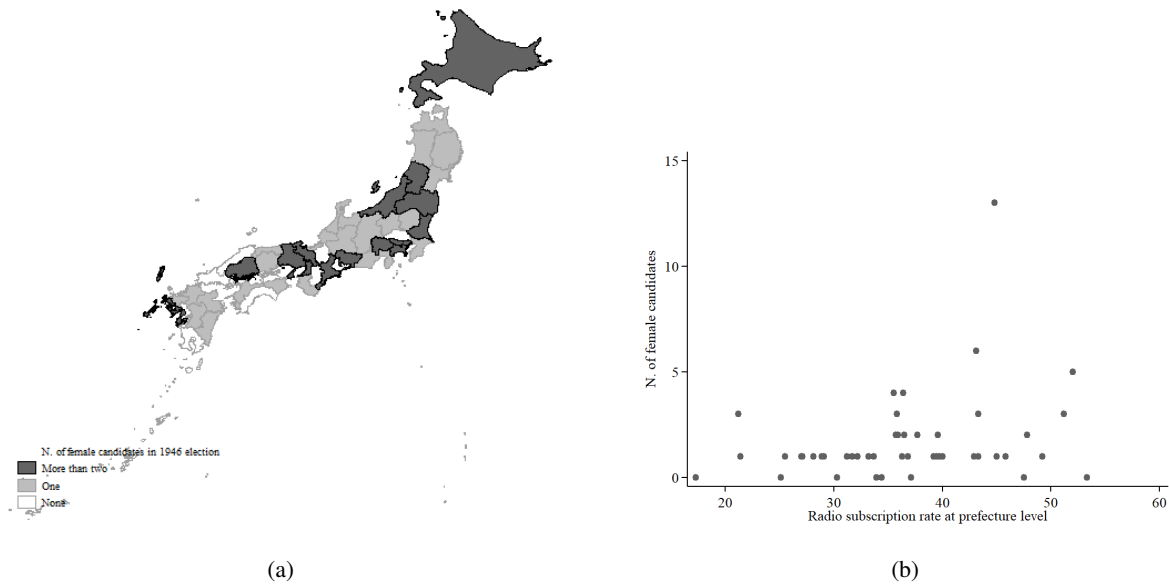 N. of female candidates in 1946 election
More than two
One
None
(a)
N. of female candidates
15
10
5
0
20
30
40
50
60
Radio subscription rate at prefecture level
(b)